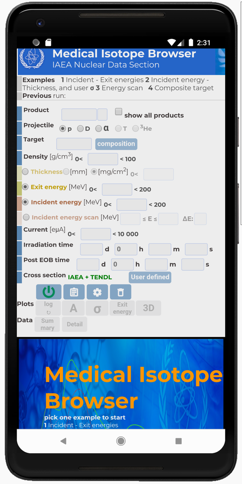 2:31
Medical Isotope Browser
IAEA Nuclear Data Section
Examples 1 Incident - Exit energies 2 Incident energy -
Thickness, and user σ 3 Energy scan 4 Composite target
Previous run:
Product show all products
Projectile p D α T ³He
Target composition
Density [g/cm³] 0< < 100
Thickness [mm] [mg/cm²] 0<
Exit energy [MeV] < 200
Incident energy [MeV] < 200
Incident energy scan [MeV] ≤ E ≤ ΔE:
Current [eμA] 0< < 10 000
Irradiation time d 0 h m s
Post EOB time d 0 h m s
Cross section IAEA + TENDL User defined
Plots log A σ Exit energy 3D
Data Sum mary Detail
Medical Isotope
Browser
pick one example to start
1 Incident - Exit energies